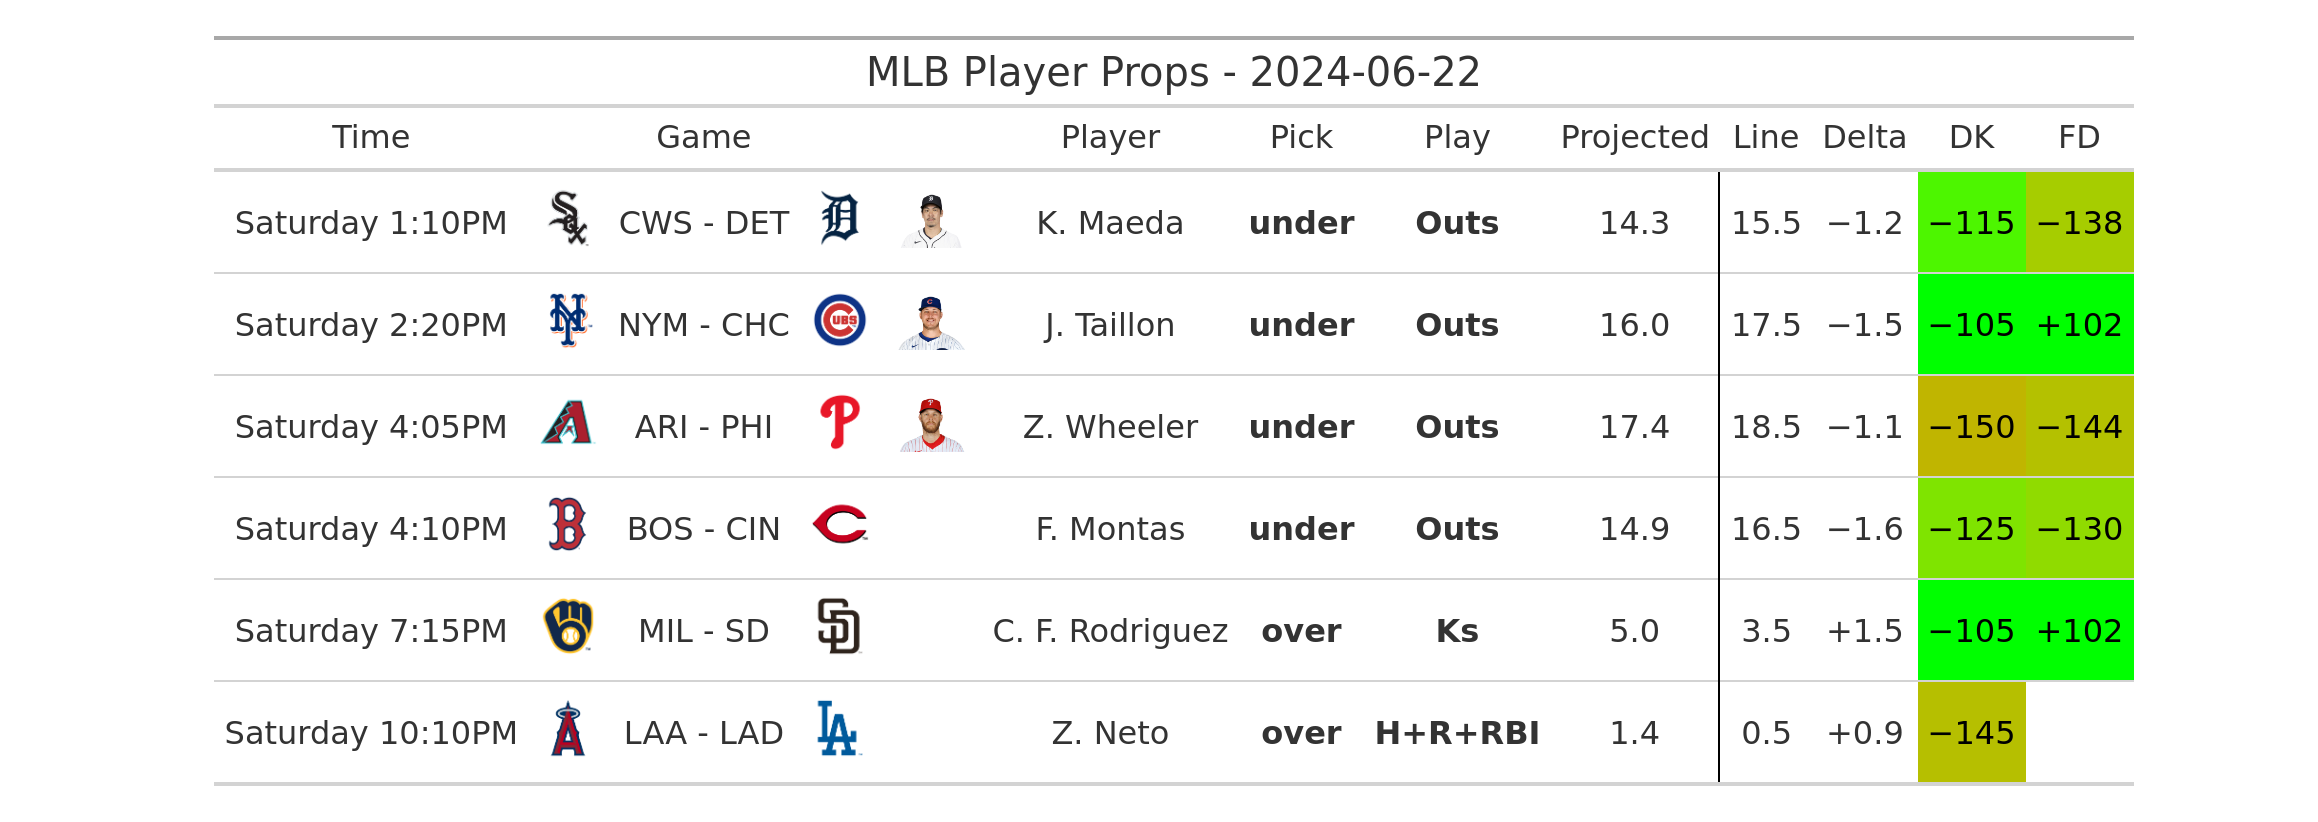 MLB Player Props - 2024-06-22
Time Game Player Pick Play Projected Line Delta DK FD
Saturday 1:10PM CWS - DET K. Maeda under Outs 14.3 15.5 −1.2 −115 −138
Saturday 2:20PM NYM - CHC J. Taillon under Outs 16.0 17.5 −1.5 −105 +102
Saturday 4:05PM ARI - PHI Z. Wheeler under Outs 17.4 18.5 −1.1 −150 −144
Saturday 4:10PM BOS - CIN F. Montas under Outs 14.9 16.5 −1.6 −125 −130
Saturday 7:15PM MIL - SD C. F. Rodriguez over Ks 5.0 3.5 +1.5 −105 +102
Saturday 10:10PM LAA - LAD Z. Neto over H+R+RBI 1.4 0.5 +0.9 −145